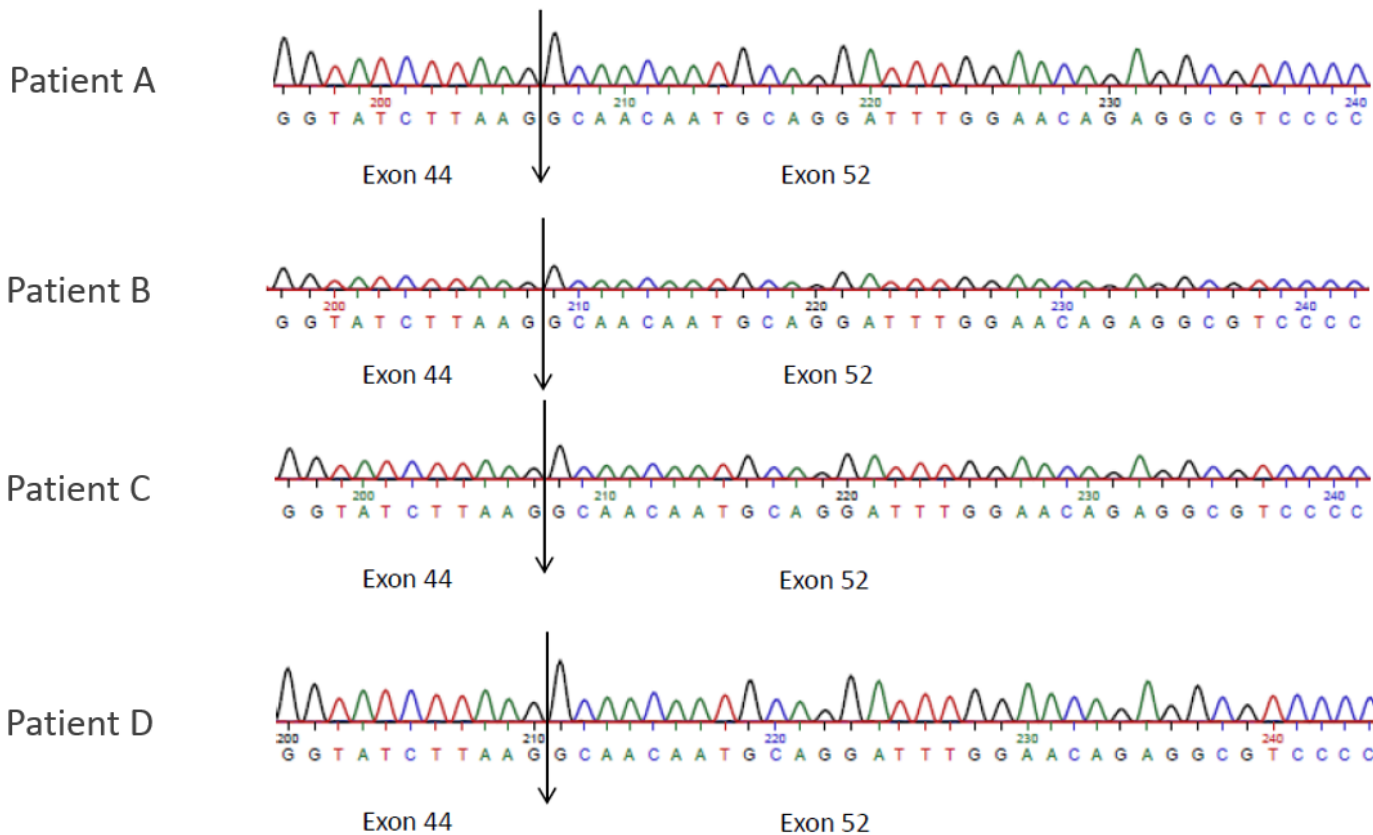 Patient A
200 210 220 230 240
G G T A T C T T A A G G C A A C A A T G C A G G A T T T G G A A C A G A G G C G T C C C C
Exon 44 Exon 52
Patient B
200 210 220 230 240
G G T A T C T T A A G G C A A C A A T G C A G G A T T T G G A A C A G A G G C G T C C C C
Exon 44 Exon 52
Patient C
200 210 220 230 240
G G T A T C T T A A G G C A A C A A T G C A G G A T T T G G A A C A G A G G C G T C C C C
Exon 44 Exon 52
Patient D
200 210 220 230 240
G G T A T C T T A A G G C A A C A A T G C A G G A T T T G G A A C A G A G G C G T C C C C
Exon 44 Exon 52